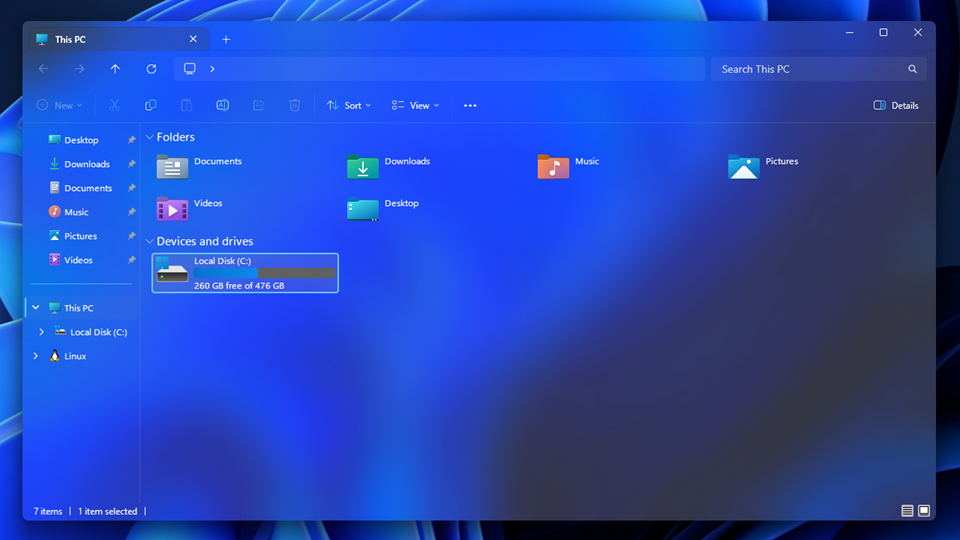 This PC
Search This PC
New
Sort
View
Details
Desktop
Downloads
Documents
Music
Pictures
Videos
This PC
Local Disk (C:)
Linux
Folders
Documents
Downloads
Music
Pictures
Videos
Desktop
Devices and drives
Local Disk (C:)
260 GB free of 476 GB
7 items
1 item selected